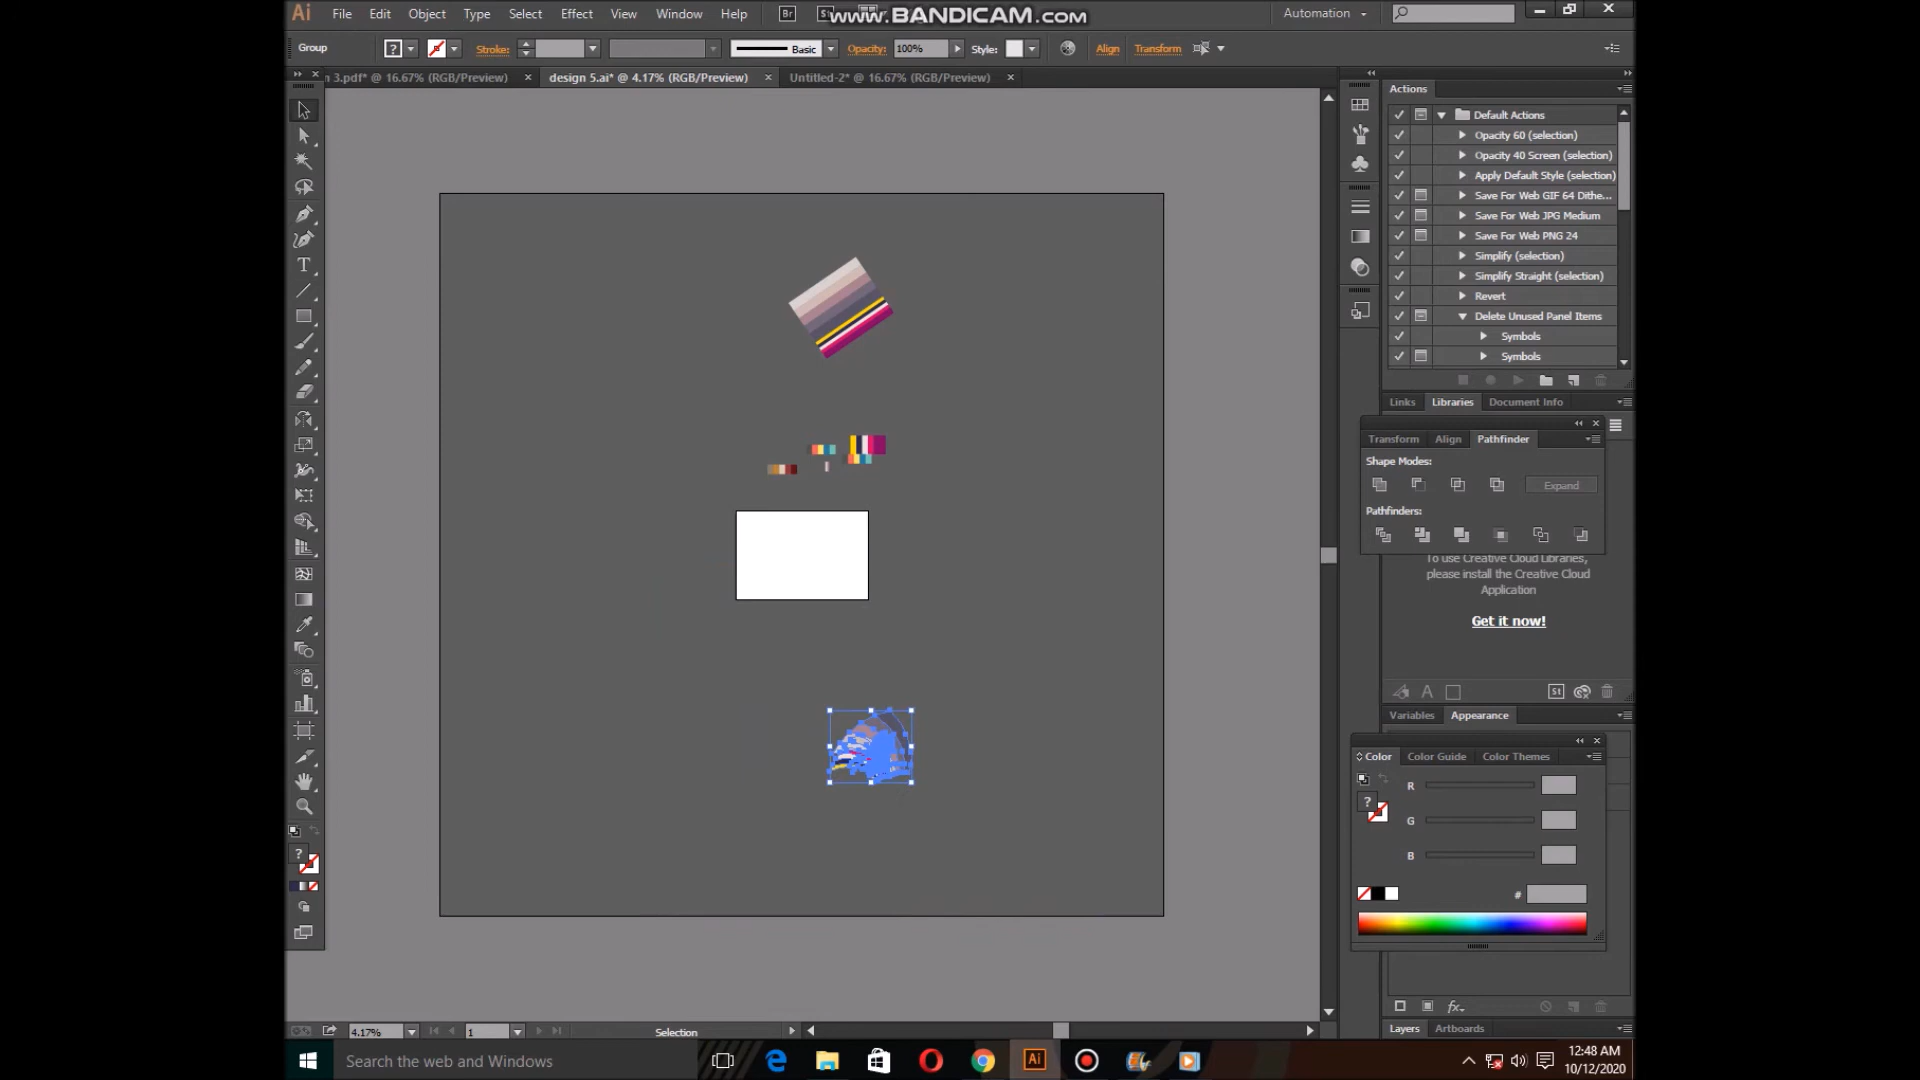 Ai File Edit Object Type Select Effect View Window Help Br St www.BANDICAM.com Automation
Group ? Stroke: Basic Opacity: 100% Style: Align Transform
n 3.pdf* @ 16.67% (RGB/Preview) × design 5.ai* @ 4.17% (RGB/Preview) × Untitled-2* @ 16.67% (RGB/Preview) ×
Actions
Default Actions
Opacity 60 (selection)
Opacity 40 Screen (selection)
Apply Default Style (selection)
Save For Web GIF 64 Dithe...
Save For Web JPG Medium
Save For Web PNG 24
Simplify (selection)
Simplify Straight (selection)
Revert
Delete Unused Panel Items
Symbols
Symbols
Links Libraries Document Info
Transform Align Pathfinder
Shape Modes:
Expand
Pathfinders:
To use Creative Cloud Libraries,
please install the Creative Cloud
Application
Get it now!
St
Variables Appearance
Color Color Guide Color Themes
R
G
B
#
fx
Layers Artboards
4.17% 1 Selection
Search the web and Windows
Ai
12:48 AM
10/12/2020